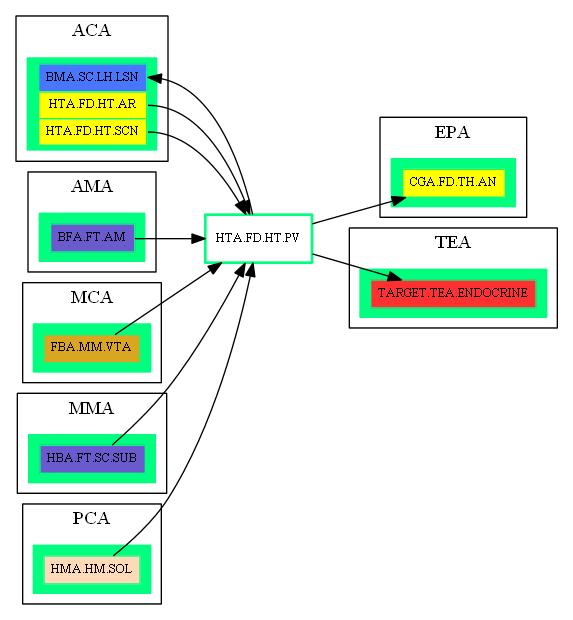 ACA
BMA.SC.LH.LSN
HTA.FD.HT.AR
HTA.FD.HT.SCN
AMA
BFA.FT.AM
MCA
FBA.MM.VTA
MMA
HBA.FT.SC.SUB
PCA
HMA.HM.SOL
HTA.FD.HT.PV
EPA
CGA.FD.TH.AN
TEA
TARGET.TEA.ENDOCRINE